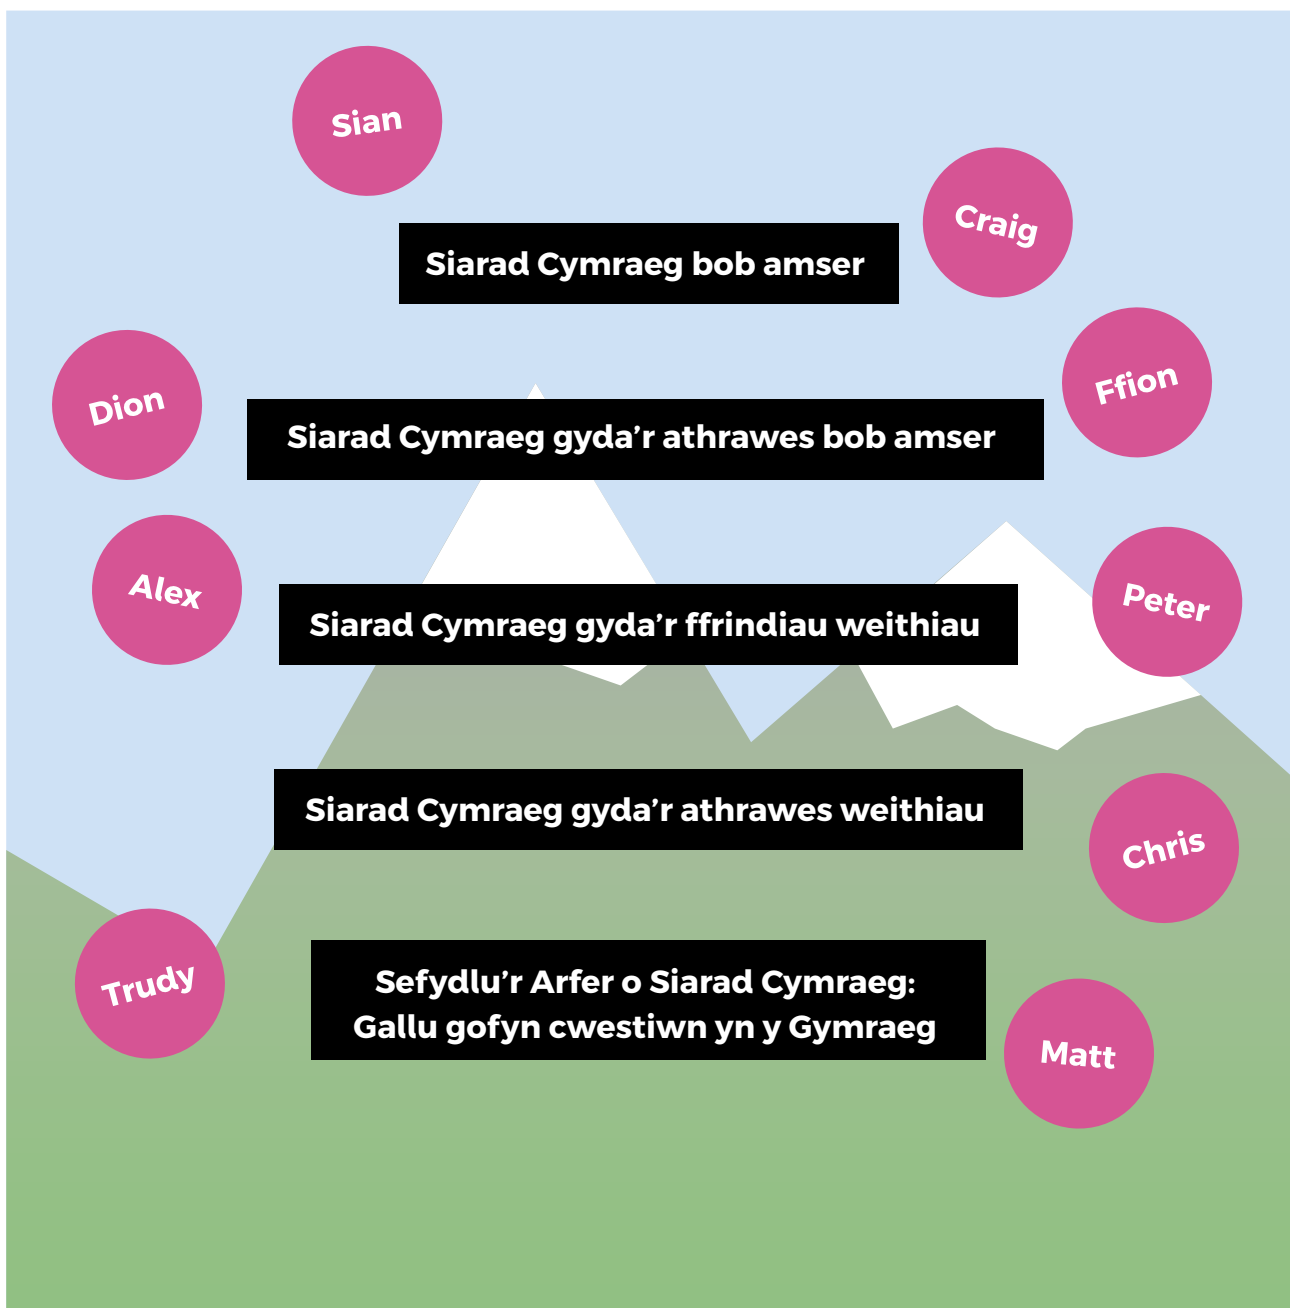 Sian
Craig
Siarad Cymraeg bob amser
Dion
Ffion
Siarad Cymraeg gyda’r athrawes bob amser
Alex
Peter
Siarad Cymraeg gyda’r ffrindiau weithiau
Siarad Cymraeg gyda’r athrawes weithiau
Chris
Trudy
Sefydlu’r Arfer o Siarad Cymraeg:
Gallu gofyn cwestiwn yn y Gymraeg
Matt